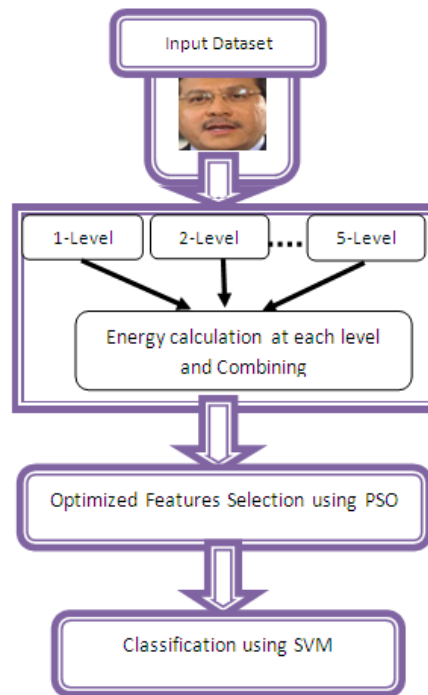 Input Dataset
1-Level 2-Level ..... 5-Level
Energy calculation at each level
and Combining
Optimized Features Selection using PSO
Classification using SVM